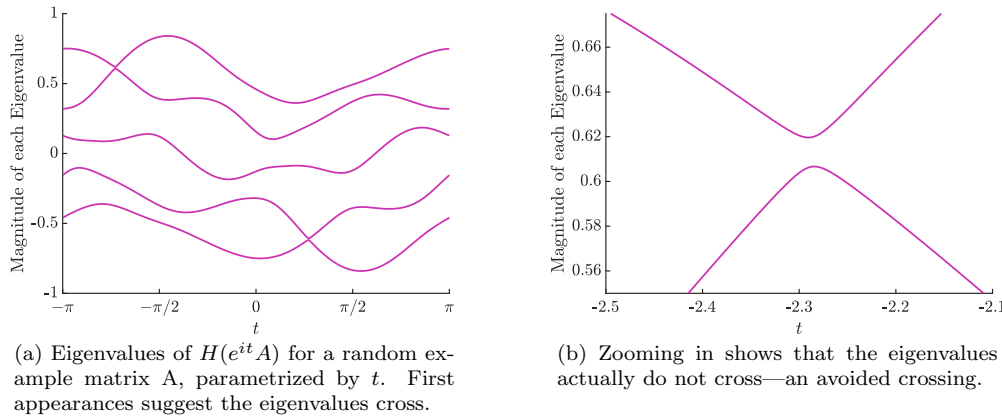 1
0.5
0
-0.5
-1
Magnitude of each Eigenvalue
−π
−π/2
0
π/2
π
t
0.66
0.64
0.62
0.6
0.58
0.56
Magnitude of each Eigenvalue
-2.5
-2.4
-2.3
-2.2
-2.1
t
(a) Eigenvalues of H(e^{it}A) for a random ex-
ample matrix A, parametrized by t. First
appearances suggest the eigenvalues cross.
(b) Zooming in shows that the eigenvalues
actually do not cross—an avoided crossing.